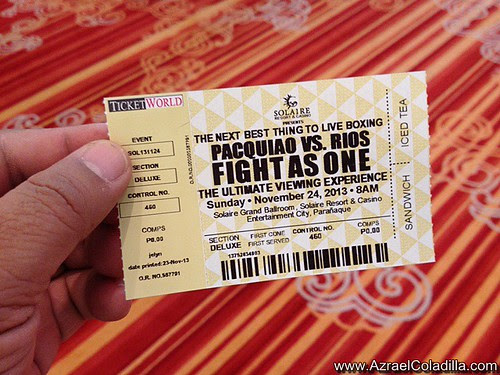 TICKETWORLD
EVENT
SOL131124
SECTION
DELUXE
CONTROL NO.
460
COMPS
P0.00
jelyn
date printed:23-Nov-13
O.R. NO.587791
SOLAIRE
RESORT & CASINO
PRESENTS
THE NEXT BEST THING TO LIVE BOXING
PACQUIAO VS. RIOS
FIGHT AS ONE
THE ULTIMATE VIEWING EXPERIENCE
Sunday • November 24, 2013 • 8AM
Solaire Grand Ballroom, Solaire Resort & Casino
Entertainment City, Parañaque
SECTION FIRST COME CONTROL NO. COMPS
DELUXE FIRST SERVED 460 P0.00
ICED TEA
SANDWICH
www.AzraelColadilla.com